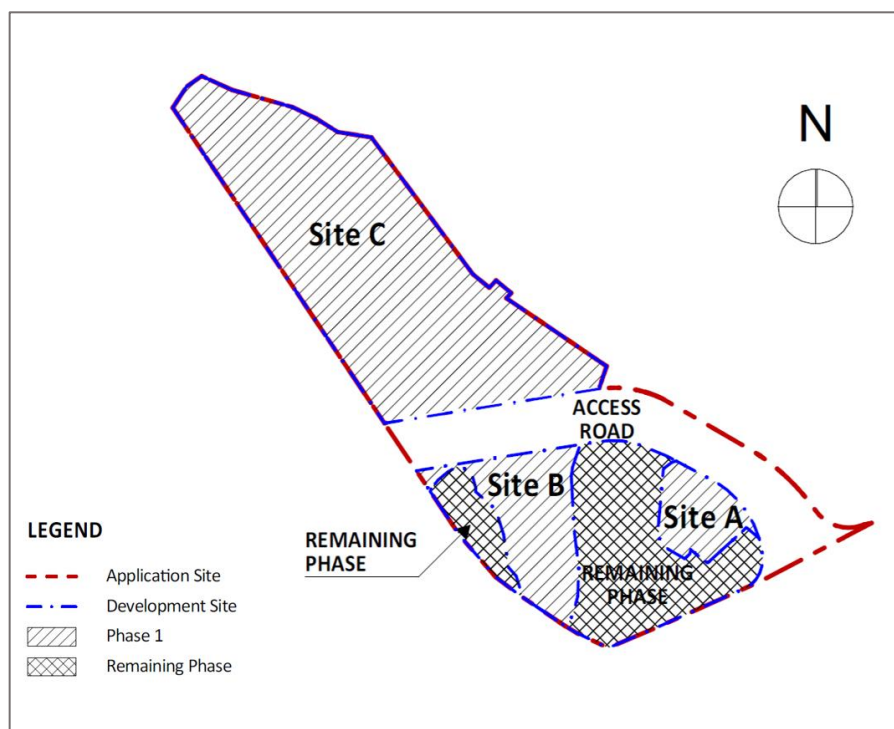 N
Site C
ACCESS
ROAD
Site B
Site A
REMAINING
PHASE
REMAINING
PHASE
LEGEND
Application Site
Development Site
Phase 1
Remaining Phase